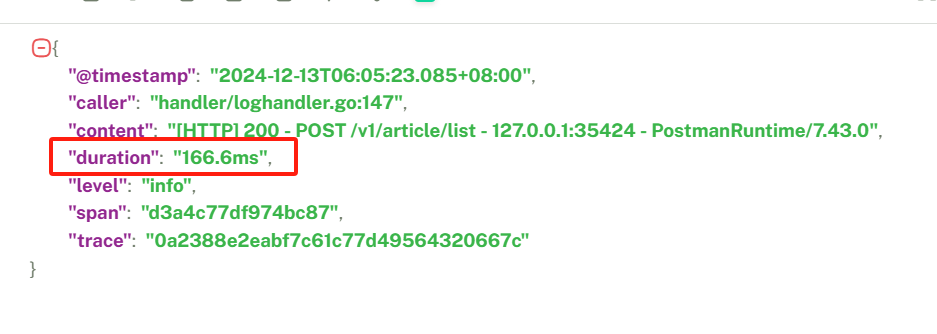 {
"@timestamp": "2024-12-13T06:05:23.085+08:00",
"caller": "handler/loghandler.go:147",
"content": "[HTTP] 200 - POST /v1/article/list - 127.0.0.1:35424 - PostmanRuntime/7.43.0",
"duration": "166.6ms",
"level": "info",
"span": "d3a4c77df974bc87",
"trace": "0a2388e2eabf7c61c77d49564320667c"
}